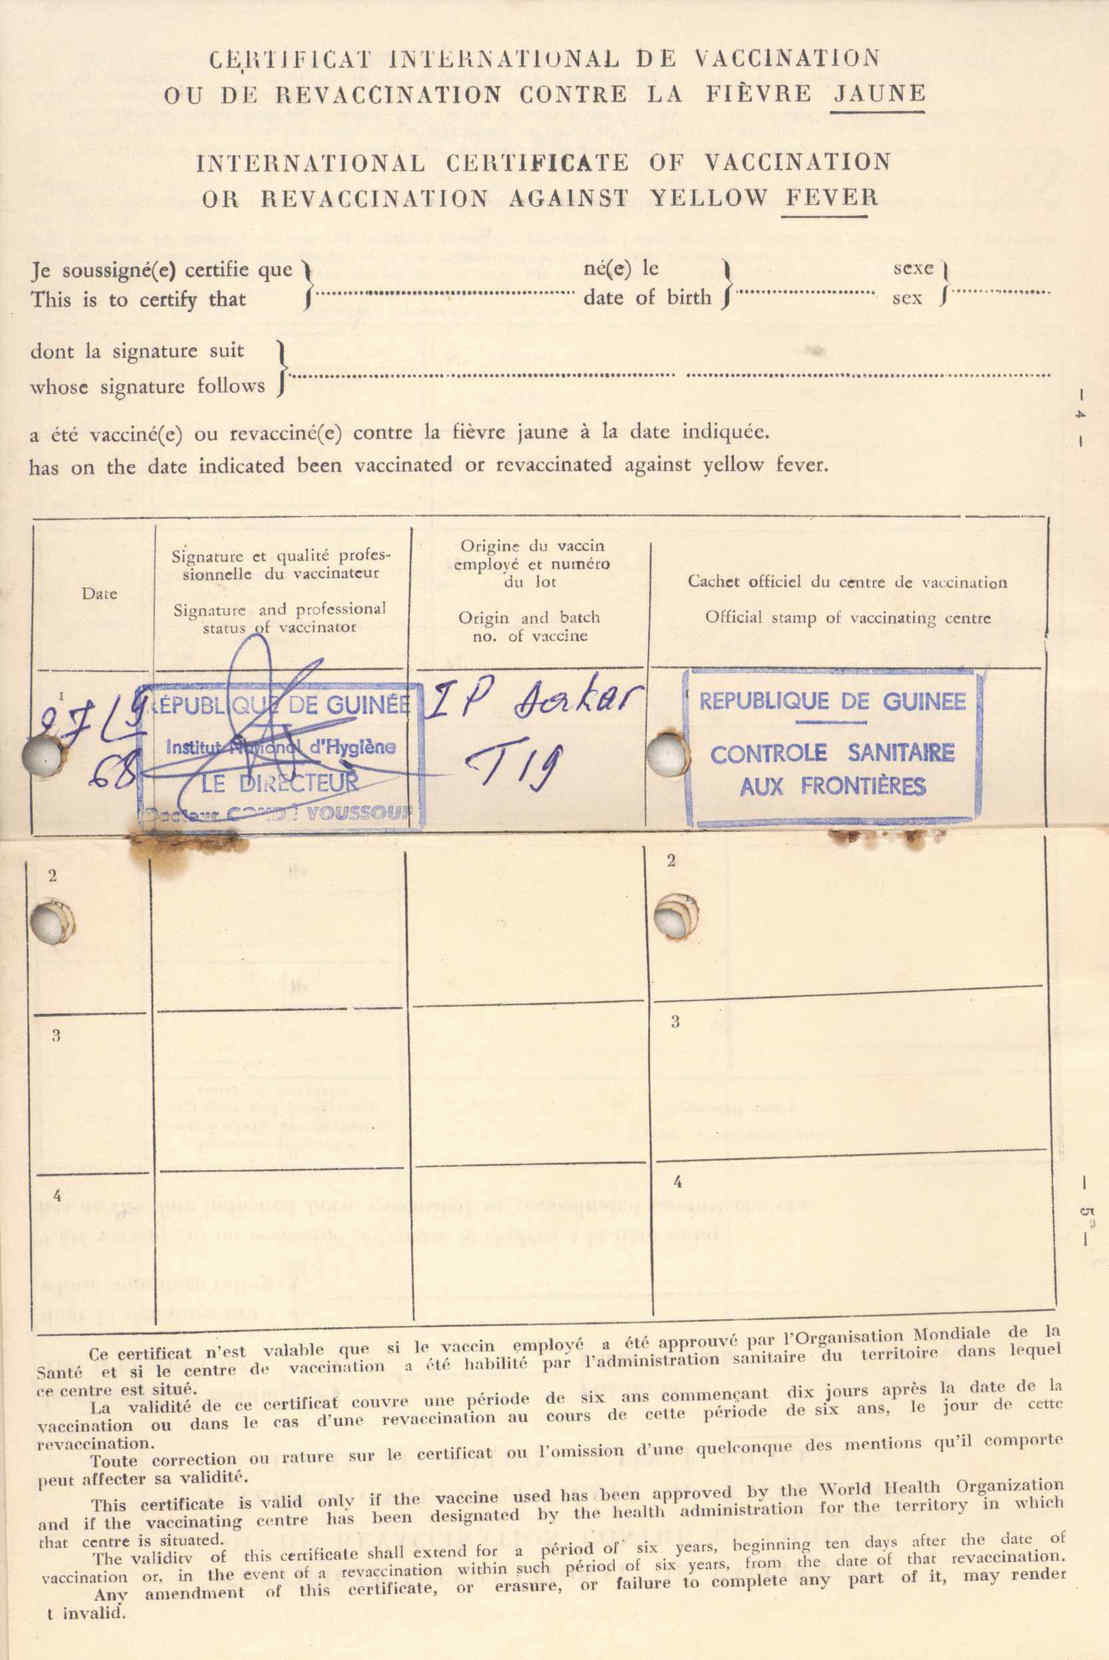 CERTIFICAT INTERNATIONAL DE VACCINATION
OU DE REVACCINATION CONTRE LA FIÈVRE JAUNE
INTERNATIONAL CERTIFICATE OF VACCINATION
OR REVACCINATION AGAINST YELLOW FEVER
Je soussigné(e) certifie que
This is to certify that
né(e) le
date of birth
sexe
sex
dont la signature suit
whose signature follows
a été vacciné(e) ou revacciné(e) contre la fièvre jaune à la date indiquée.
has on the date indicated been vaccinated or revaccinated against yellow fever.
— 4 —
Date
Signature et qualité profes-
sionnelle du vaccinateur
Signature and professional
status of vaccinator
Origine du vaccin
employé et numéro
du lot
Origin and batch
no. of vaccine
Cachet officiel du centre de vaccination
Official stamp of vaccinating centre
1
27/9
68
RÉPUBLIQUE DE GUINÉE
Institut National d'Hygiène
LE DIRECTEUR
Docteur CONDÉ YOUSSOUF
IP Dakar
T19
REPUBLIQUE DE GUINEE
CONTROLE SANITAIRE
AUX FRONTIÈRES
2
2
3
3
4
4
— 5 —
Ce certificat n'est valable que si le vaccin employé a été approuvé par l'Organisation Mondiale de la
Santé et si le centre de vaccination a été habilité par l'administration sanitaire du territoire dans lequel
ce centre est situé.
La validité de ce certificat couvre une période de six ans commençant dix jours après la date de la
vaccination ou dans le cas d'une revaccination au cours de cette période de six ans, le jour de cette
revaccination.
Toute correction ou rature sur le certificat ou l'omission d'une quelconque des mentions qu'il comporte
peut affecter sa validité.
This certificate is valid only if the vaccine used has been approved by the World Health Organization
and if the vaccinating centre has been designated by the health administration for the territory in which
that centre is situated.
The validity of this certificate shall extend for a périod of six years, beginning ten days after the date of
vaccination or, in the event of a revaccination within such périod of six years, from the date of that revaccination.
Any amendment of this certificate, or erasure, or failure to complete any part of it, may render
t invalid.